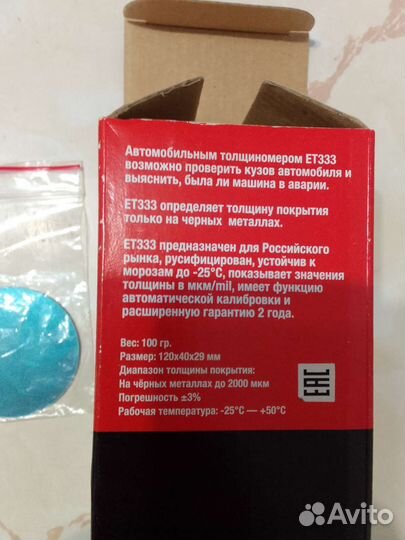 Автомобильным толщиномером ET333
возможно проверить кузов автомобиля и
выяснить, была ли машина в аварии.
ET333 определяет толщину покрытия
только на черных металлах.
ET333 предназначен для Российского
рынка, русифицирован, устойчив к
морозам до -25°C, показывает значения
толщины в мкм/mil, имеет функцию
автоматической калибровки и
расширенную гарантию 2 года.
Вес: 100 гр.
Размер: 120х40х29 мм
Диапазон толщины покрытия:
На чёрных металлах до 2000 мкм
Погрешность ±3%
Рабочая температура: -25°C — +50°C
EAC
Avito